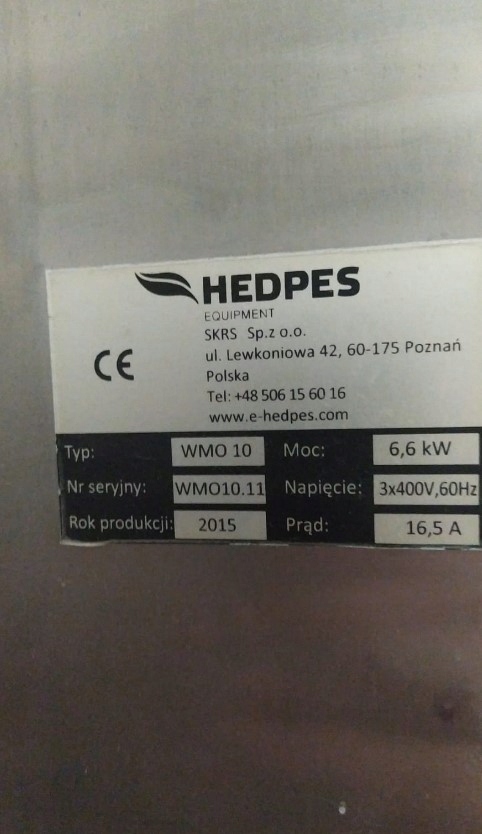 HEDPES
EQUIPMENT
SKRS Sp.z o.o.
ul. Lewkoniowa 42, 60-175 Poznań
Polska
Tel: +48 506 15 60 16
www.e-hedpes.com
CE
Typ: WMO 10 Moc: 6,6 kW
Nr seryjny: WMO10.11 Napięcie: 3x400V,60Hz
Rok produkcji: 2015 Prąd: 16,5 A